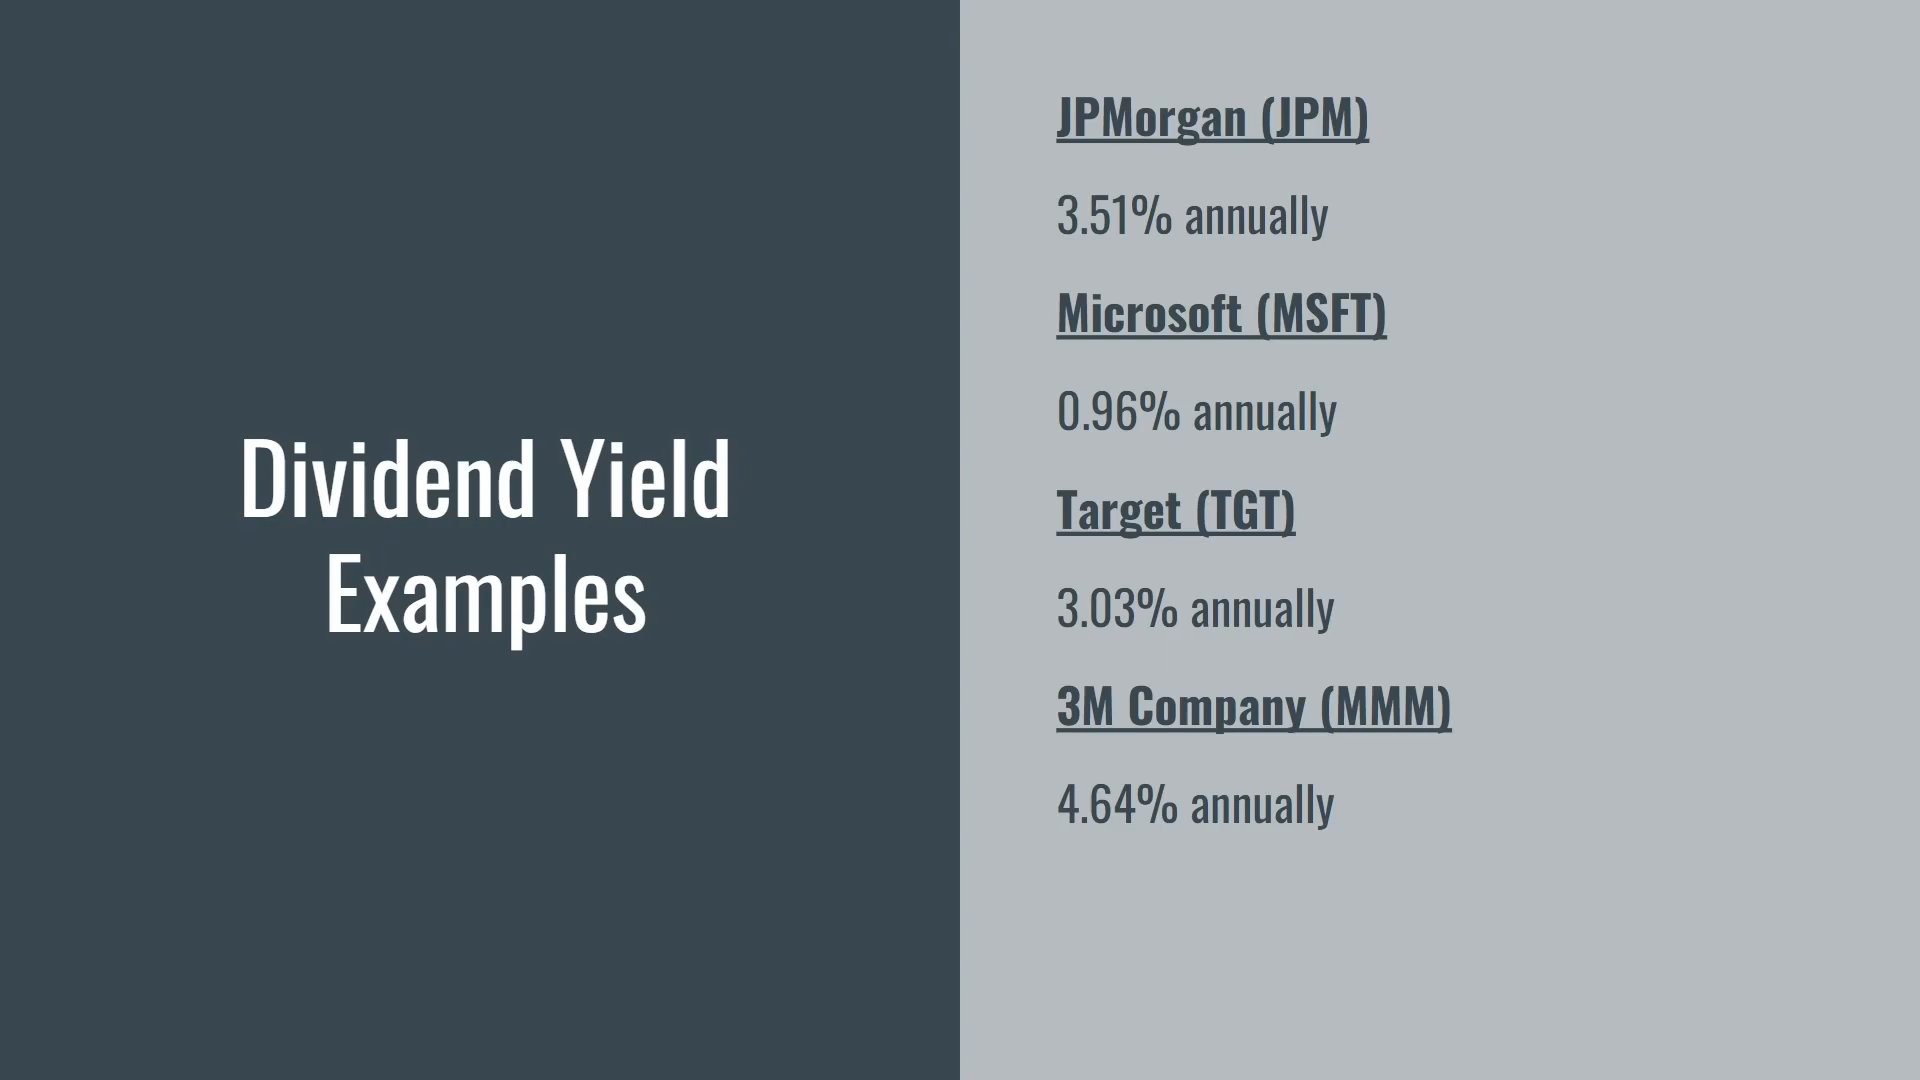 Dividend Yield
Examples
JPMorgan (JPM)
3.51% annually
Microsoft (MSFT)
0.96% annually
Target (TGT)
3.03% annually
3M Company (MMM)
4.64% annually